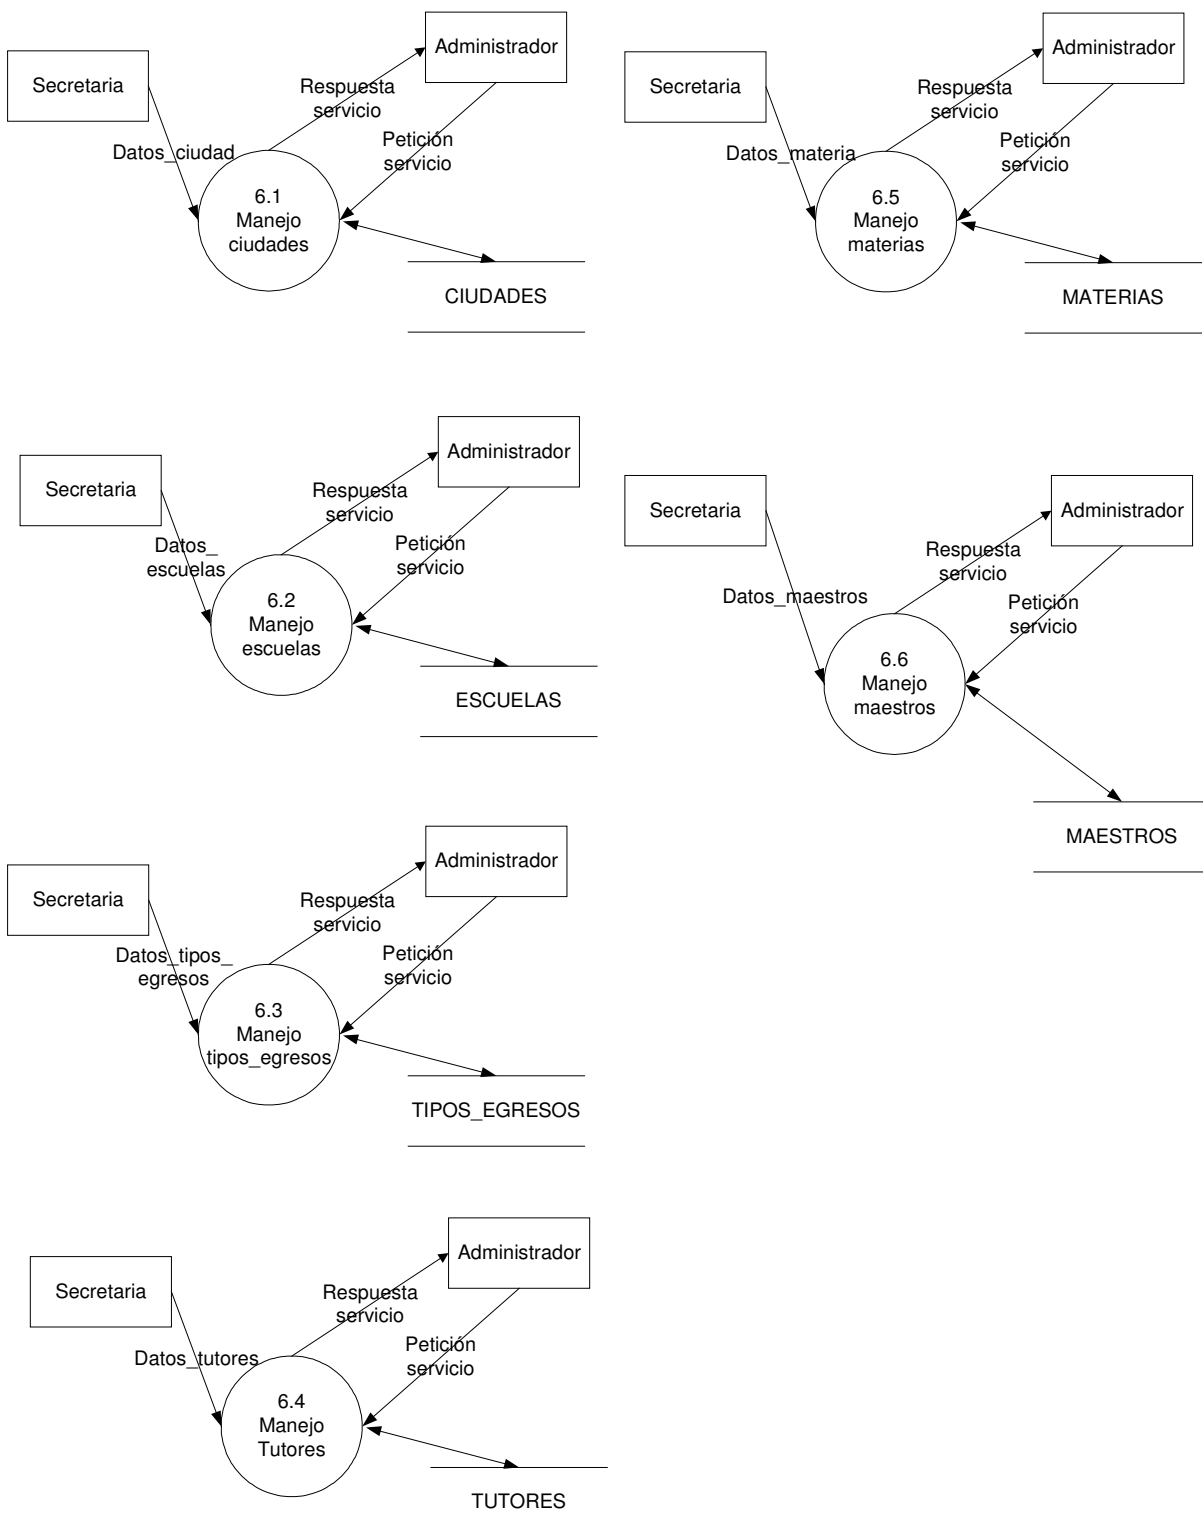 Secretaria
Administrador
Respuesta
servicio
Petición
servicio
Datos_ciudad
6.1
Manejo
ciudades
CIUDADES
Secretaria
Administrador
Respuesta
servicio
Petición
servicio
Datos_materia
6.5
Manejo
materias
MATERIAS
Secretaria
Administrador
Respuesta
servicio
Petición
servicio
Datos_
escuelas
6.2
Manejo
escuelas
ESCUELAS
Secretaria
Administrador
Respuesta
servicio
Petición
servicio
Datos_maestros
6.6
Manejo
maestros
MAESTROS
Secretaria
Administrador
Respuesta
servicio
Petición
servicio
Datos_tipos_
egresos
6.3
Manejo
tipos_egresos
TIPOS_EGRESOS
Secretaria
Administrador
Respuesta
servicio
Petición
servicio
Datos_tutores
6.4
Manejo
Tutores
TUTORES